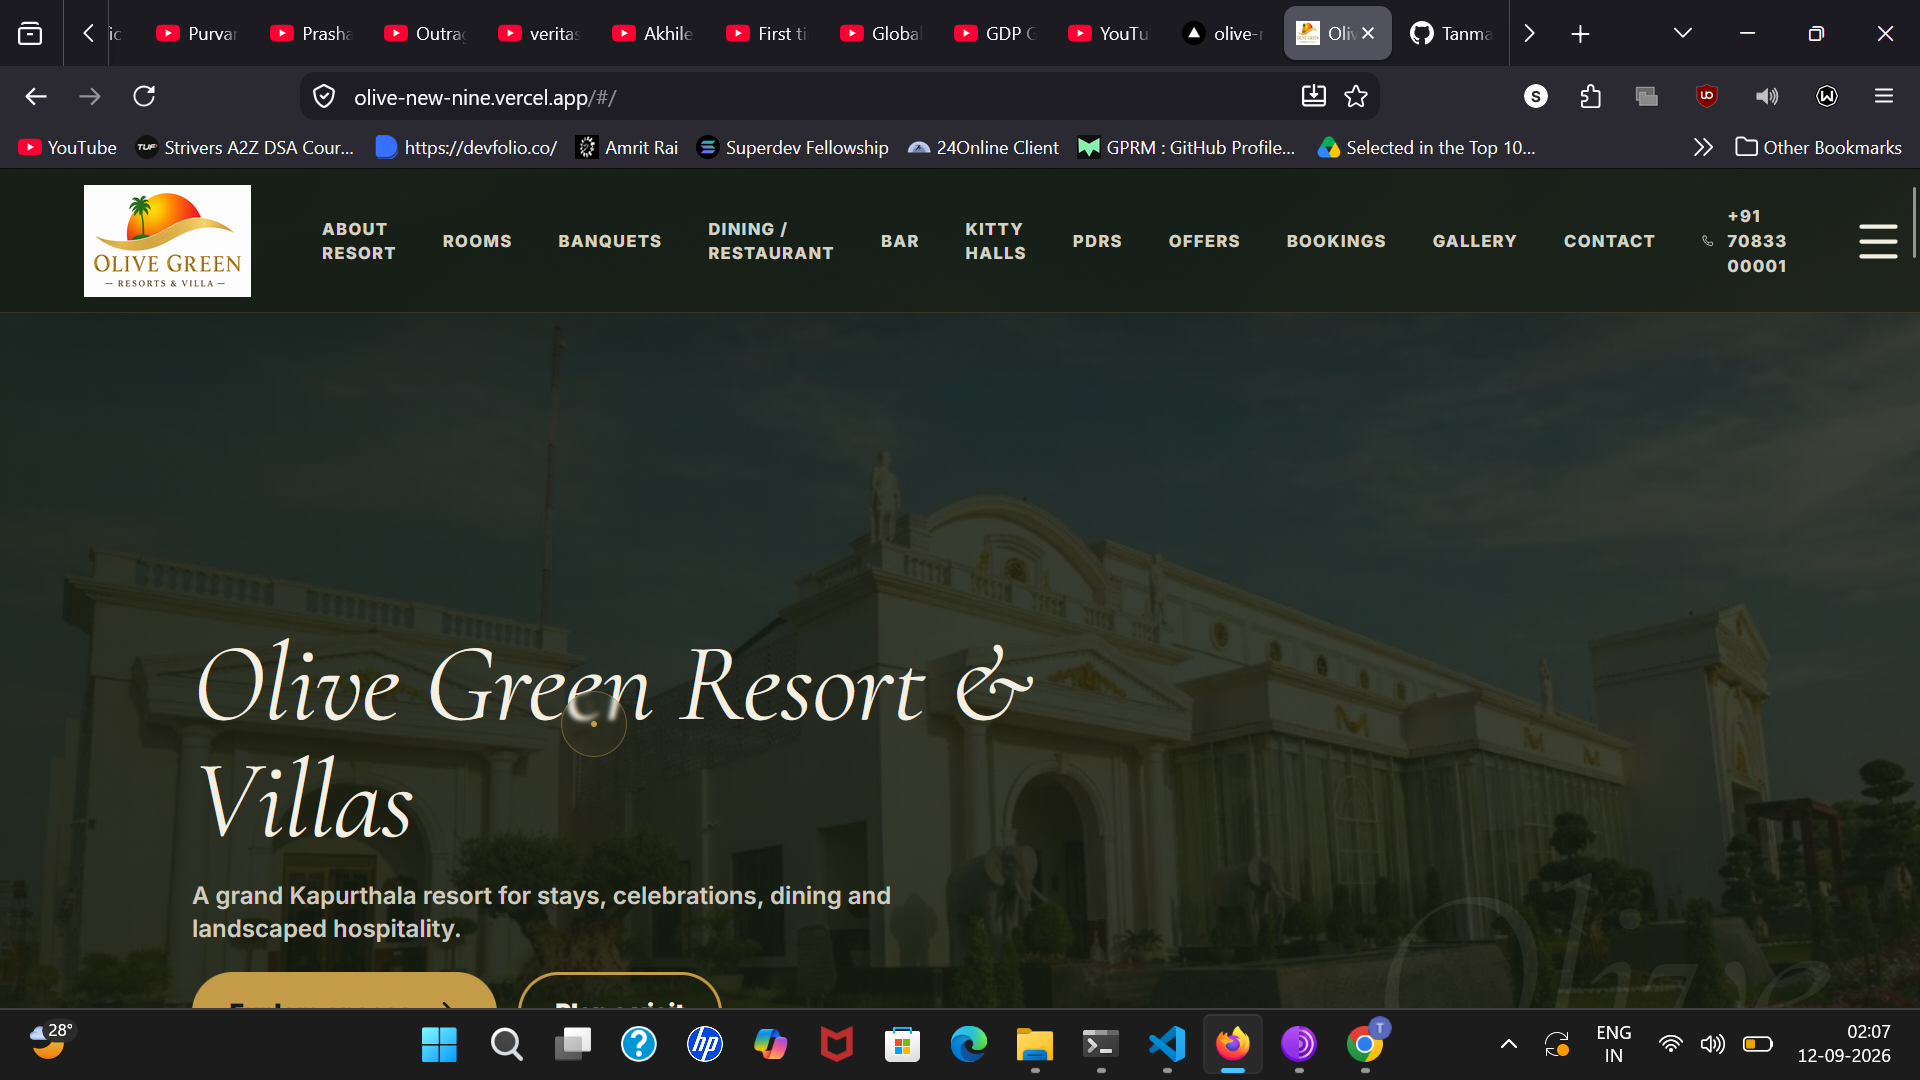 Purvar
Prasha
Outrag
veritas
Akhile
First ti
Global
GDP G
YouTu
olive-r
Oliv
Tanma
olive-new-nine.vercel.app/#/
YouTube
Strivers A2Z DSA Cour...
https://devfolio.co/
Amrit Rai
Superdev Fellowship
24Online Client
GPRM : GitHub Profile...
Selected in the Top 10...
Other Bookmarks
OLIVE GREEN
— RESORTS & VILLA —
ABOUT
RESORT
ROOMS
BANQUETS
DINING /
RESTAURANT
BAR
KITTY
HALLS
PDRS
OFFERS
BOOKINGS
GALLERY
CONTACT
+91
70833
00001
Olive Green Resort &
Villas
A grand Kapurthala resort for stays, celebrations, dining and
landscaped hospitality.
Olive
28°
ENG
IN
02:07
12-09-2026